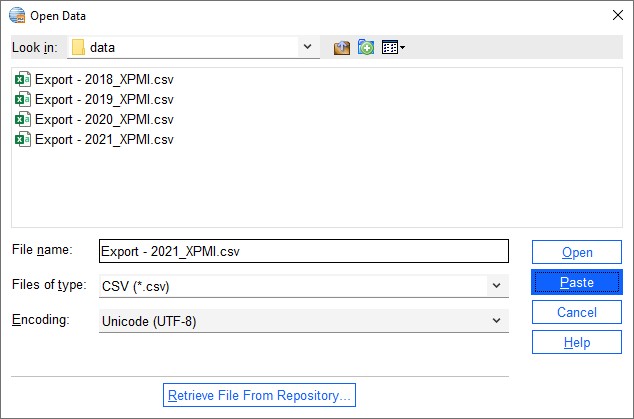 Open Data
Look in: data
Export - 2018_XPMI.csv
Export - 2019_XPMI.csv
Export - 2020_XPMI.csv
Export - 2021_XPMI.csv
File name: Export - 2021_XPMI.csv Open
Files of type: CSV (*.csv) Paste
Encoding: Unicode (UTF-8) Cancel
Help
Retrieve File From Repository...